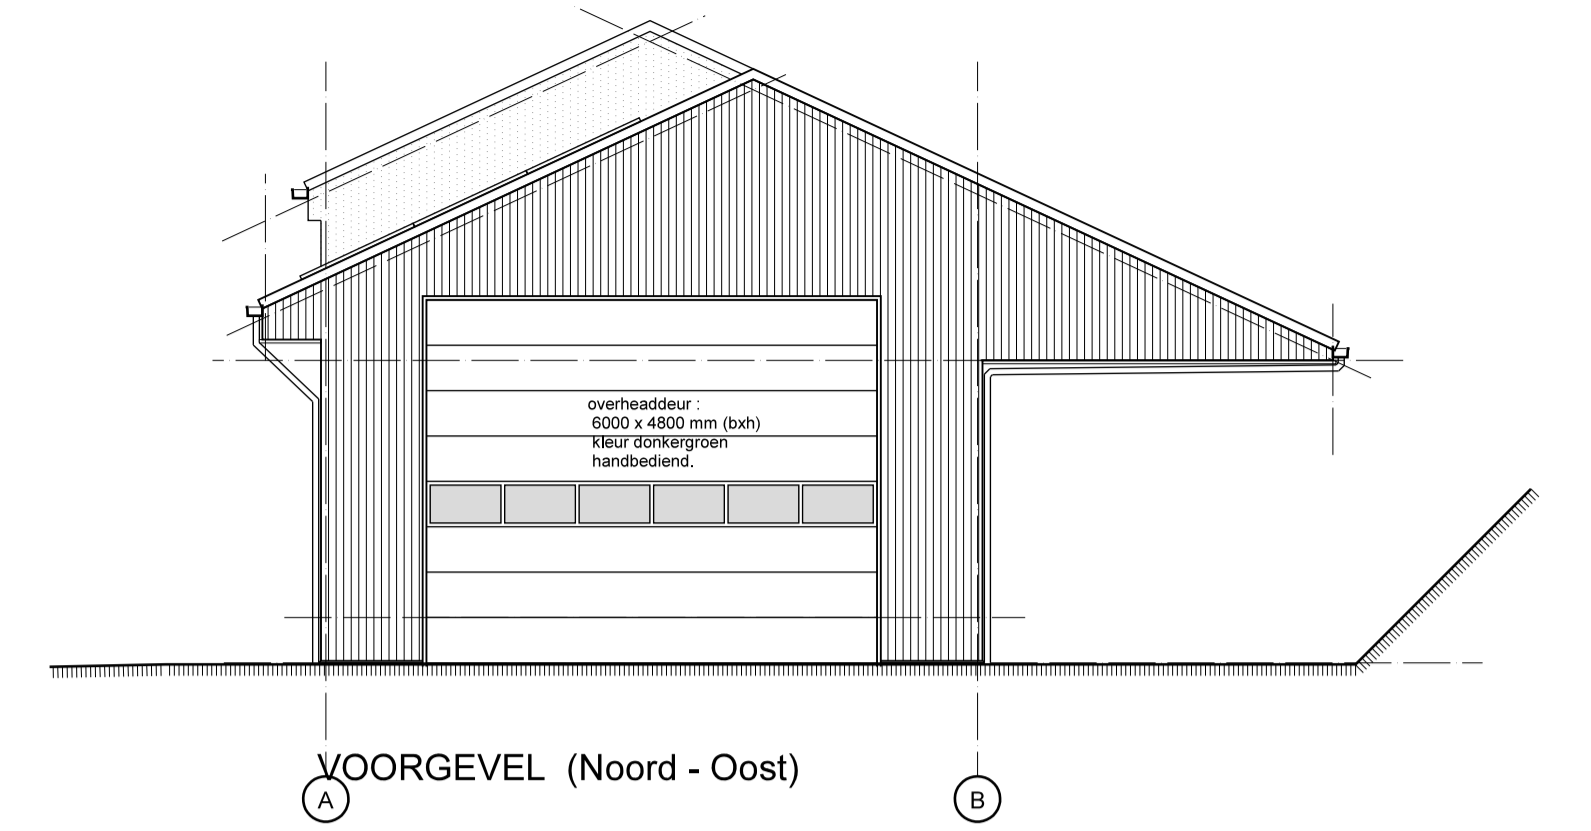 overheaddeur :
6000 x 4800 mm (bxh)
kleur donkergroen
handbediend.
VOORGEVEL (Noord - Oost)
A
B